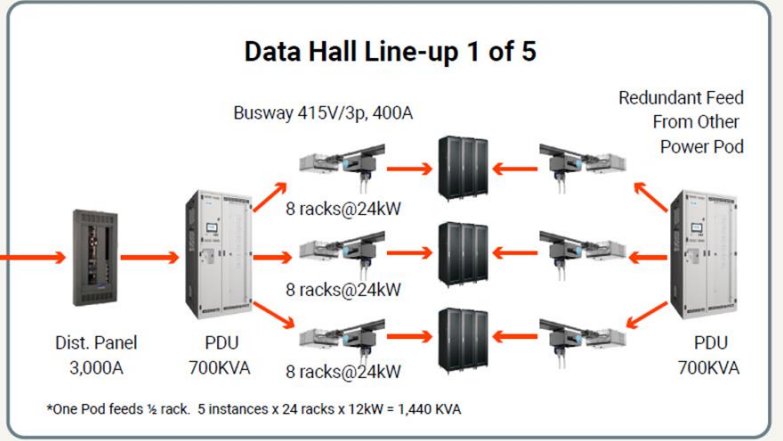 Data Hall Line-up 1 of 5
Busway 415V/3p, 400A
Redundant Feed
From Other
Power Pod
8 racks@24kW
8 racks@24kW
8 racks@24kW
Dist. Panel
3,000A
PDU
700KVA
PDU
700KVA
*One Pod feeds ½ rack. 5 instances x 24 racks x 12kW = 1,440 KVA